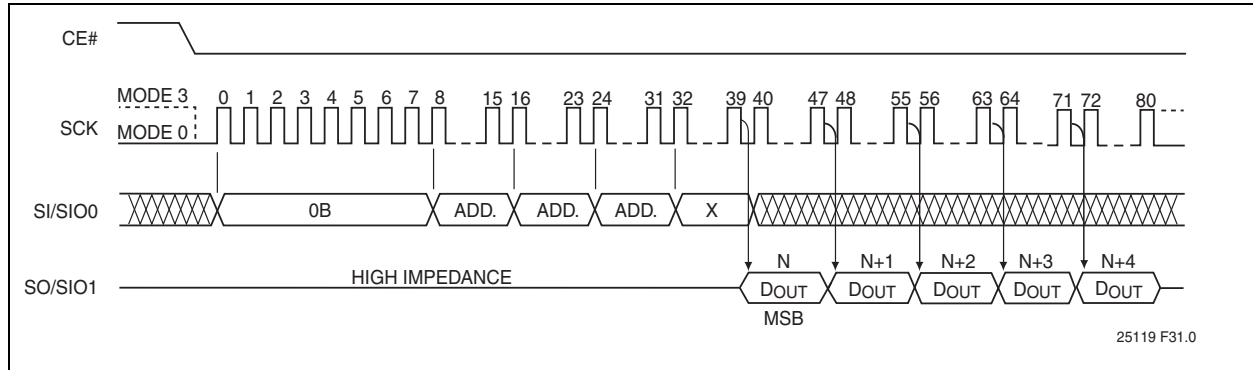 CE#
MODE 3
0 1 2 3 4 5 6 7 8 15 16 23 24 31 32 39 40 47 48 55 56 63 64 71 72 80
SCK
MODE 0
SI/SIO0
0B ADD. ADD. ADD. X
N N+1 N+2 N+3 N+4
HIGH IMPEDANCE
SO/SIO1
DOUT DOUT DOUT DOUT DOUT
MSB
25119 F31.0